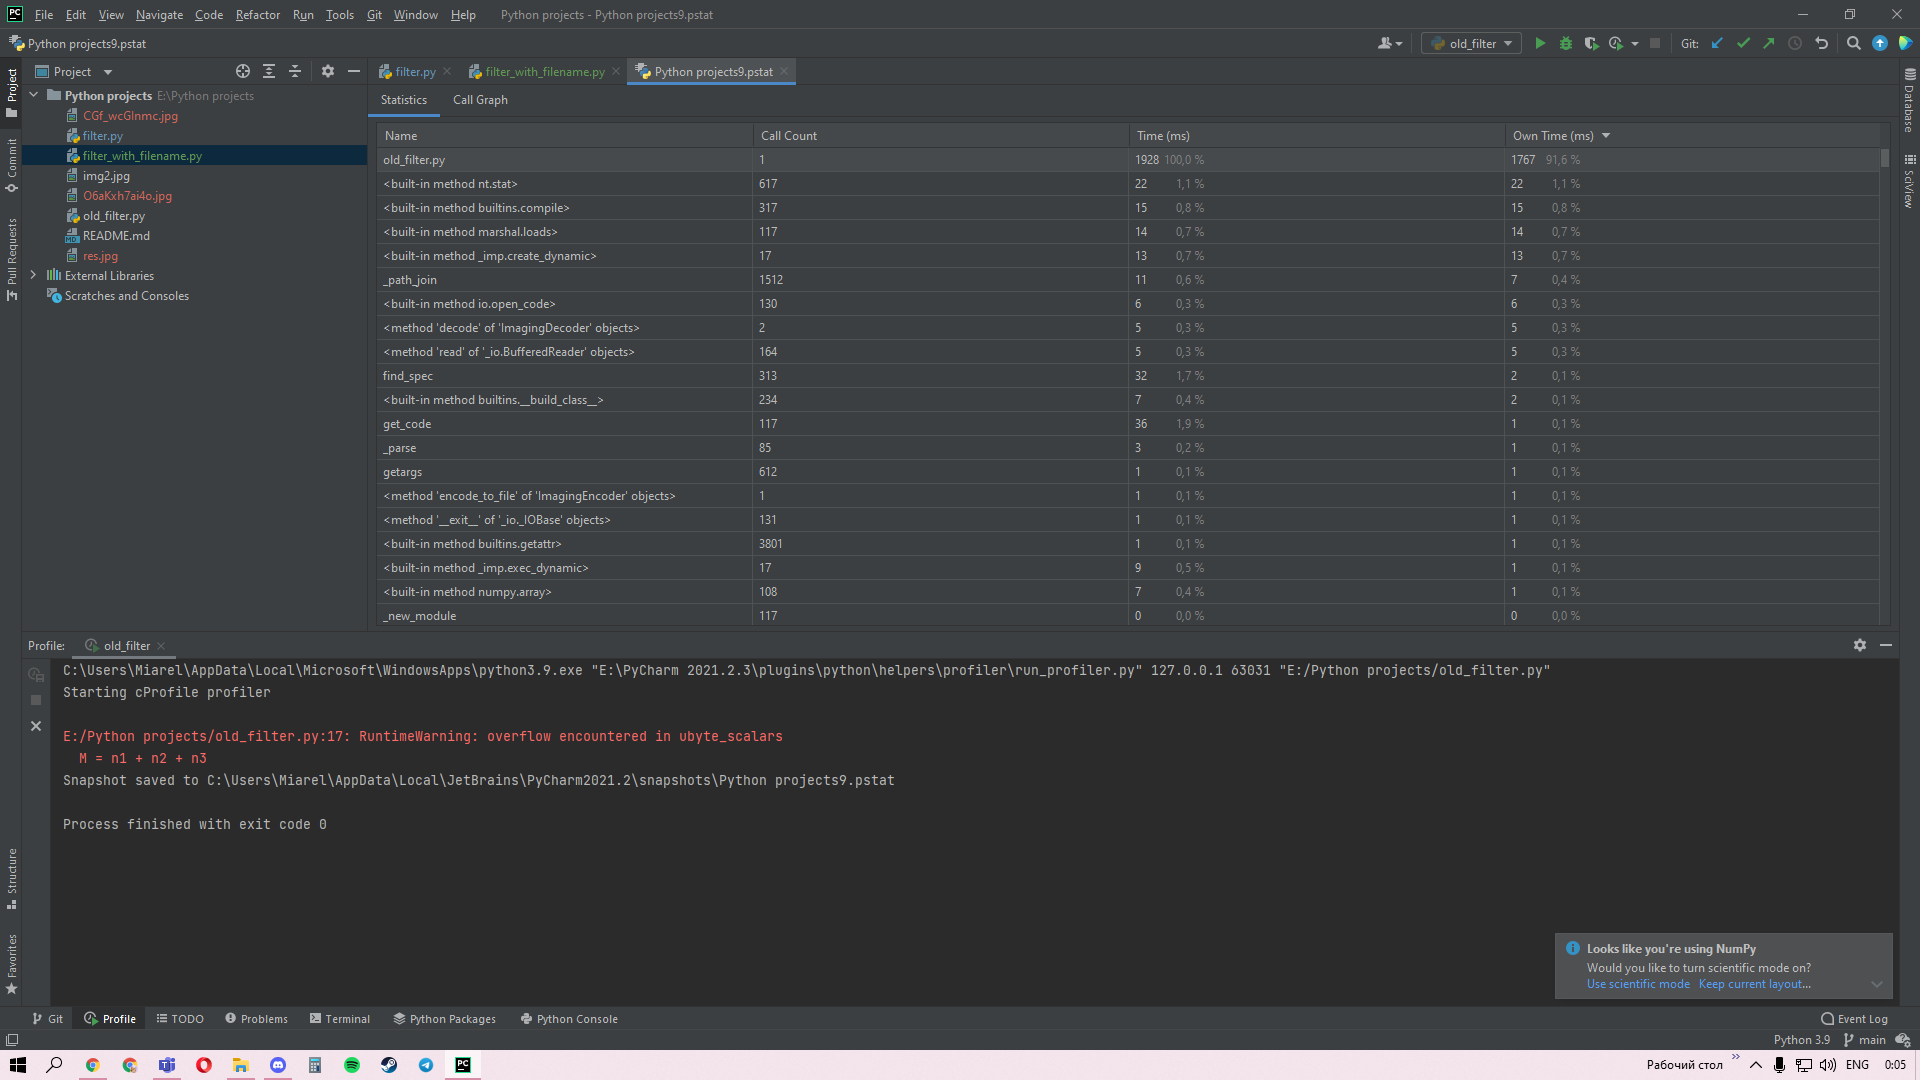 PC File Edit View Navigate Code Refactor Run Tools Git Window Help Python projects - Python projects9.pstat
Python projects9.pstat old_filter Git:
Project filter.py filter_with_filename.py Python projects9.pstat
Statistics Call Graph
Python projects E:\Python projects
CGf_wcGlnmc.jpg
filter.py
filter_with_filename.py
img2.jpg
O6aKxh7ai4o.jpg
old_filter.py
README.md
res.jpg
External Libraries
Scratches and Consoles
Project
Commit
Pull Requests
Structure
Favorites
Database
SciView
Name Call Count Time (ms) Own Time (ms)
old_filter.py 1 1928 100,0 % 1767 91,6 %
<built-in method nt.stat> 617 22 1,1 % 22 1,1 %
<built-in method builtins.compile> 317 15 0,8 % 15 0,8 %
<built-in method marshal.loads> 117 14 0,7 % 14 0,7 %
<built-in method _imp.create_dynamic> 17 13 0,7 % 13 0,7 %
_path_join 1512 11 0,6 % 7 0,4 %
<built-in method io.open_code> 130 6 0,3 % 6 0,3 %
<method 'decode' of 'ImagingDecoder' objects> 2 5 0,3 % 5 0,3 %
<method 'read' of '_io.BufferedReader' objects> 164 5 0,3 % 5 0,3 %
find_spec 313 32 1,7 % 2 0,1 %
<built-in method builtins.__build_class__> 234 7 0,4 % 2 0,1 %
get_code 117 36 1,9 % 1 0,1 %
_parse 85 3 0,2 % 1 0,1 %
getargs 612 1 0,1 % 1 0,1 %
<method 'encode_to_file' of 'ImagingEncoder' objects> 1 1 0,1 % 1 0,1 %
<method '__exit__' of '_io._IOBase' objects> 131 1 0,1 % 1 0,1 %
<built-in method builtins.getattr> 3801 1 0,1 % 1 0,1 %
<built-in method _imp.exec_dynamic> 17 9 0,5 % 1 0,1 %
<built-in method numpy.array> 108 7 0,4 % 1 0,1 %
_new_module 117 0 0,0 % 0 0,0 %
Profile: old_filter
C:\Users\Miarel\AppData\Local\Microsoft\WindowsApps\python3.9.exe "E:\PyCharm 2021.2.3\plugins\python\helpers\profiler\run_profiler.py" 127.0.0.1 63031 "E:/Python projects/old_filter.py"
Starting cProfile profiler
E:/Python projects/old_filter.py:17: RuntimeWarning: overflow encountered in ubyte_scalars
M = n1 + n2 + n3
Snapshot saved to C:\Users\Miarel\AppData\Local\JetBrains\PyCharm2021.2\snapshots\Python projects9.pstat
Process finished with exit code 0
Looks like you're using NumPy
Would you like to turn scientific mode on?
Use scientific mode Keep current layout...
Git Profile TODO Problems Terminal Python Packages Python Console Event Log
Python 3.9 main
Рабочий стол ENG 0:05